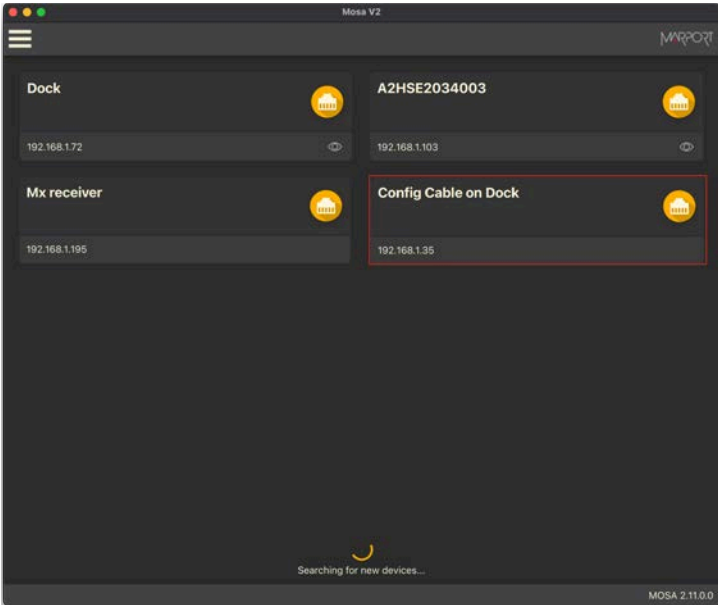 Mosa V2
MARPORT
Dock
192.168.1.72
A2HSE2034003
192.168.1.103
Mx receiver
192.168.1.195
Config Cable on Dock
192.168.1.35
Searching for new devices...
MOSA 2.11.0.0